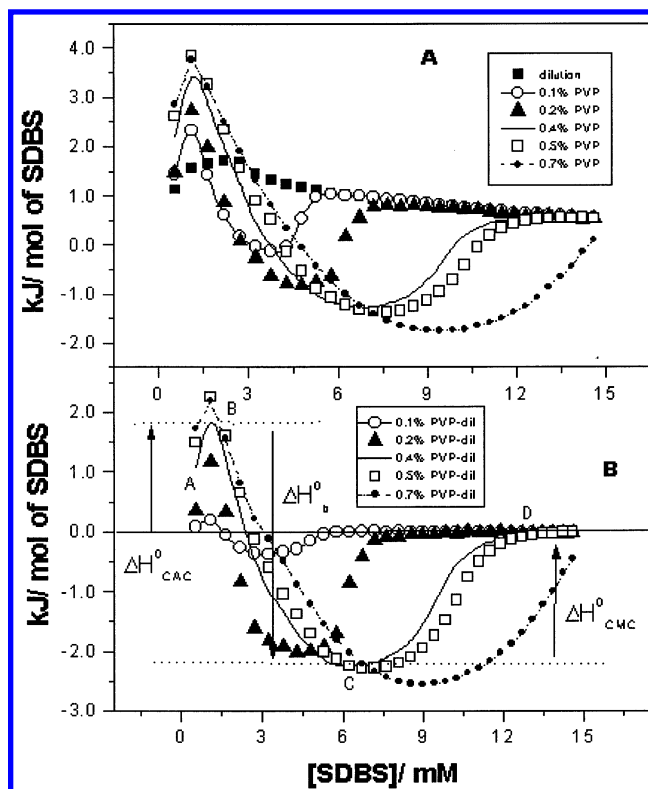 A
4.0
3.0
2.0
1.0
0.0
-1.0
-2.0
kJ/ mol of SDBS
dilution
0.1% PVP
0.2% PVP
0.4% PVP
0.5% PVP
0.7% PVP
0 3 6 9 12 15
B
2.0
1.0
0.0
-1.0
-2.0
-3.0
kJ/ mol of SDBS
0.1% PVP-dil
0.2% PVP-dil
0.4% PVP-dil
0.5% PVP-dil
0.7% PVP-dil
A
B
C
D
ΔH°CAC
ΔH°b
ΔH°CMC
0 3 6 9 12 15
[SDBS]/ mM